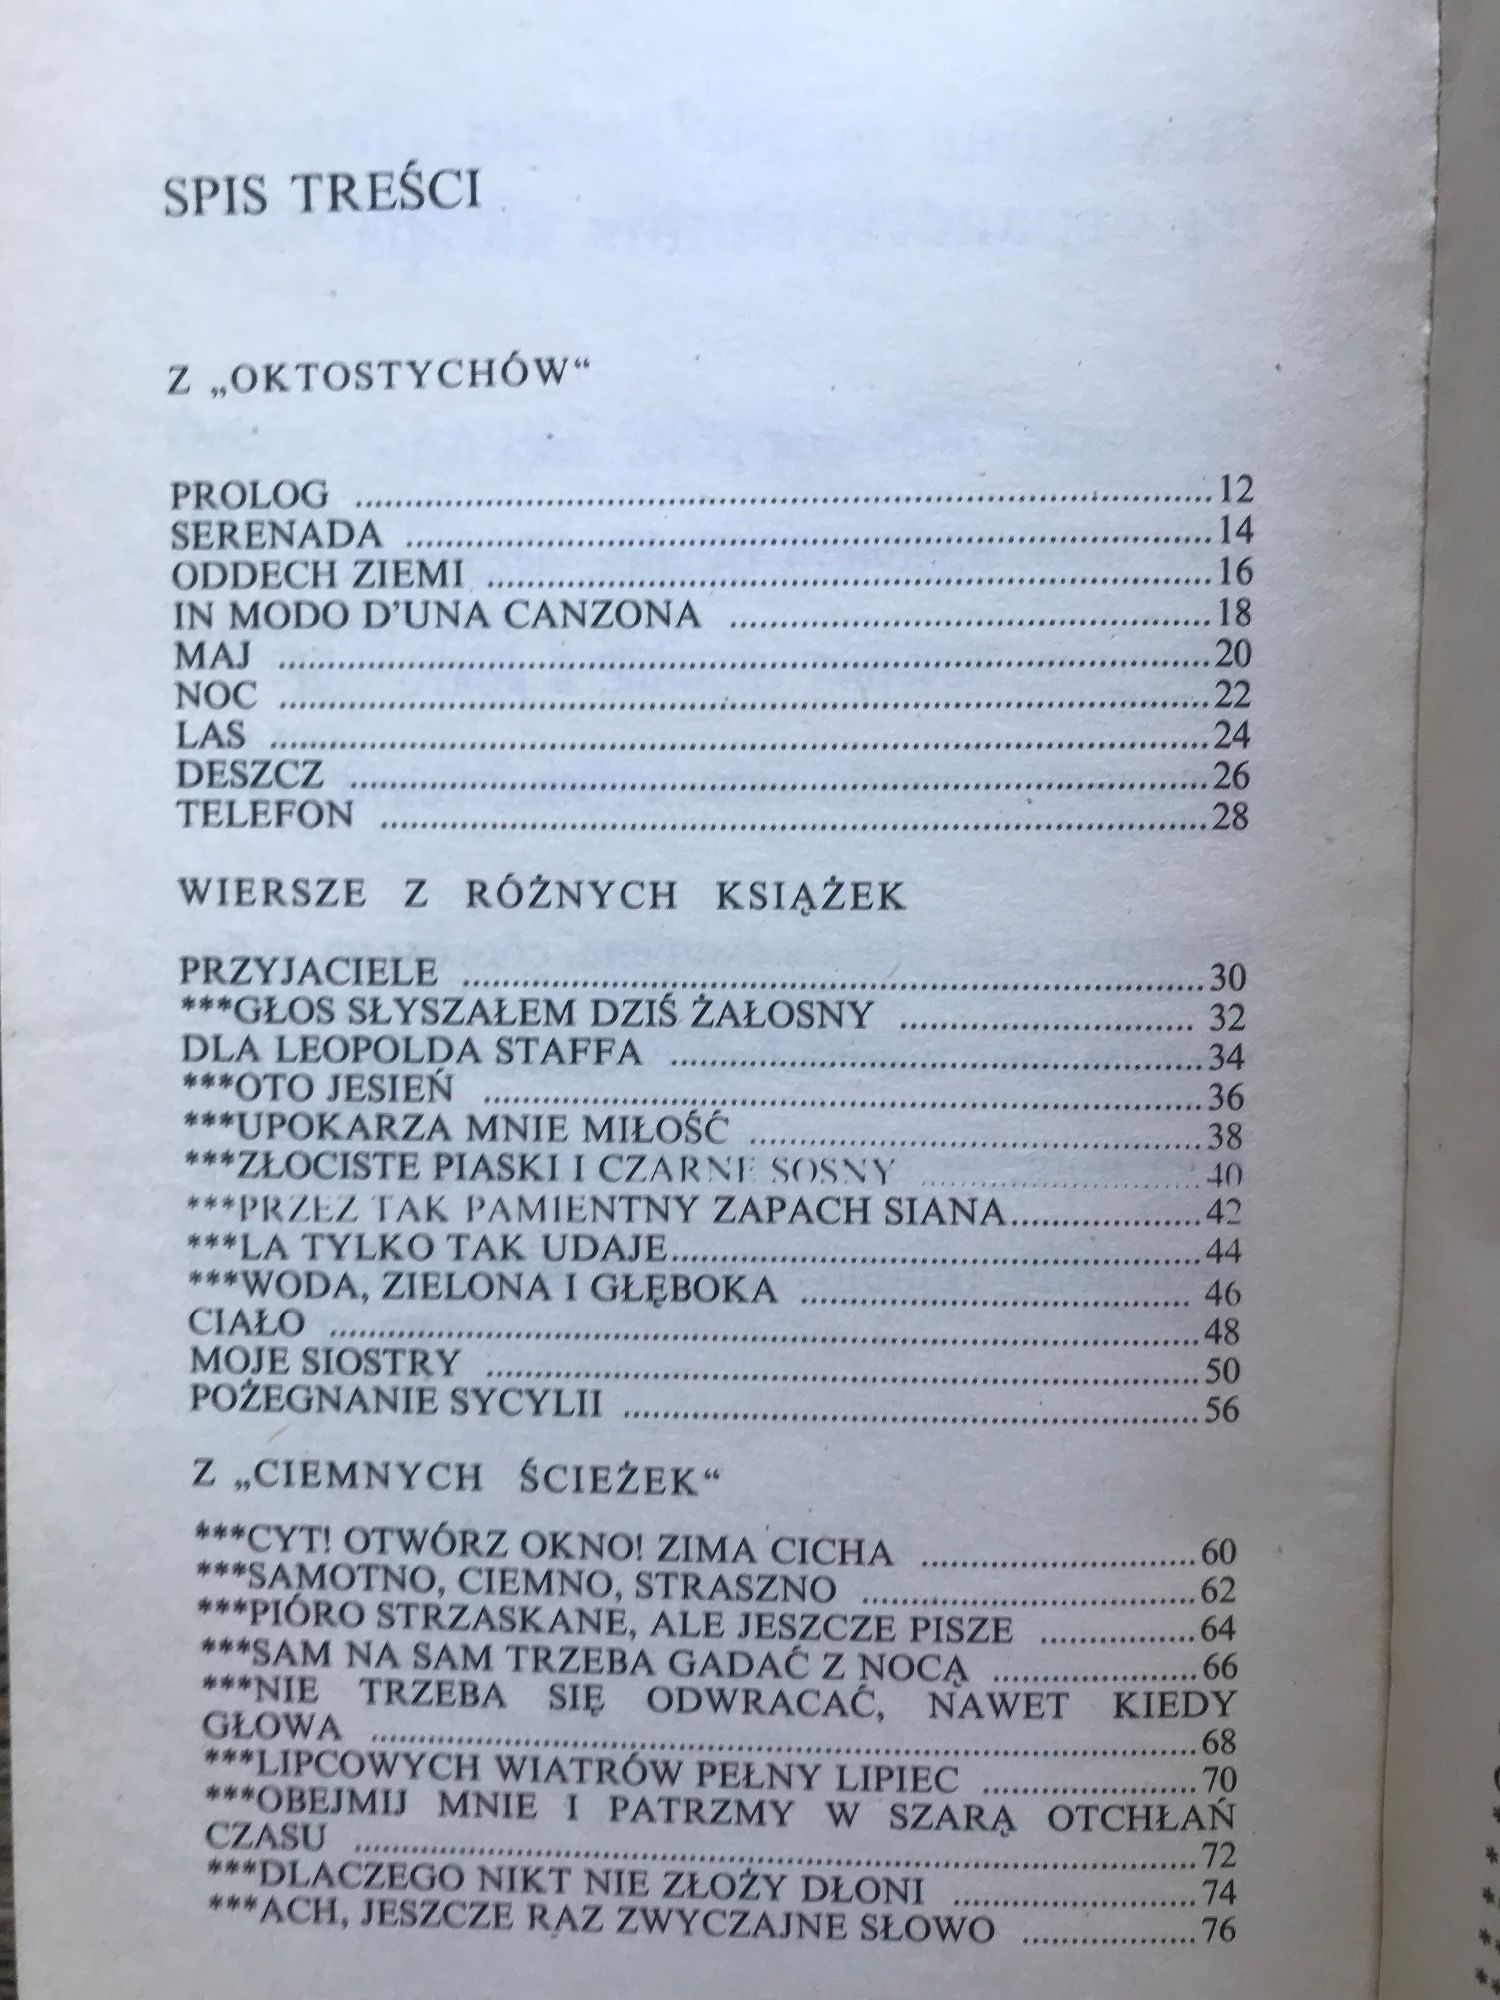 SPIS TREŚCI
Z „OKTOSTYCHÓW“
PROLOG ........ 12
SERENADA ........ 14
ODDECH ZIEMI ........ 16
IN MODO D'UNA CANZONA ........ 18
MAJ ........ 20
NOC ........ 22
LAS ........ 24
DESZCZ ........ 26
TELEFON ........ 28
WIERSZE Z RÓŻNYCH KSIĄŻEK
PRZYJACIELE ........ 30
***GŁOS SŁYSZAŁEM DZIŚ ŻAŁOSNY ........ 32
DLA LEOPOLDA STAFFA ........ 34
***OTO JESIEŃ ........ 36
***UPOKARZA MNIE MIŁOŚĆ ........ 38
***ZŁOCISTE PIASKI I CZARNE SOSNY ........ 40
***PRZEZ TAK PAMIENTNY ZAPACH SIANA ........ 42
***LA TYLKO TAK UDAJE ........ 44
***WODA, ZIELONA I GŁĘBOKA ........ 46
CIAŁO ........ 48
MOJE SIOSTRY ........ 50
POŻEGNANIE SYCYLII ........ 56
Z „CIEMNYCH ŚCIEŻEK“
***CYT! OTWÓRZ OKNO! ZIMA CICHA ........ 60
***SAMOTNO, CIEMNO, STRASZNO ........ 62
***PIÓRO STRZASKANE, ALE JESZCZE PISZE ........ 64
***SAM NA SAM TRZEBA GADAĆ Z NOCĄ ........ 66
***NIE TRZEBA SIĘ ODWRACAĆ, NAWET KIEDY
GŁOWA ........ 68
***LIPCOWYCH WIATRÓW PEŁNY LIPIEC ........ 70
***OBEJMIJ MNIE I PATRZMY W SZARĄ OTCHŁAŃ
CZASU ........ 72
***DLACZEGO NIKT NIE ZŁOŻY DŁONI ........ 74
***ACH, JESZCZE RAZ ZWYCZAJNE SŁOWO ........ 76